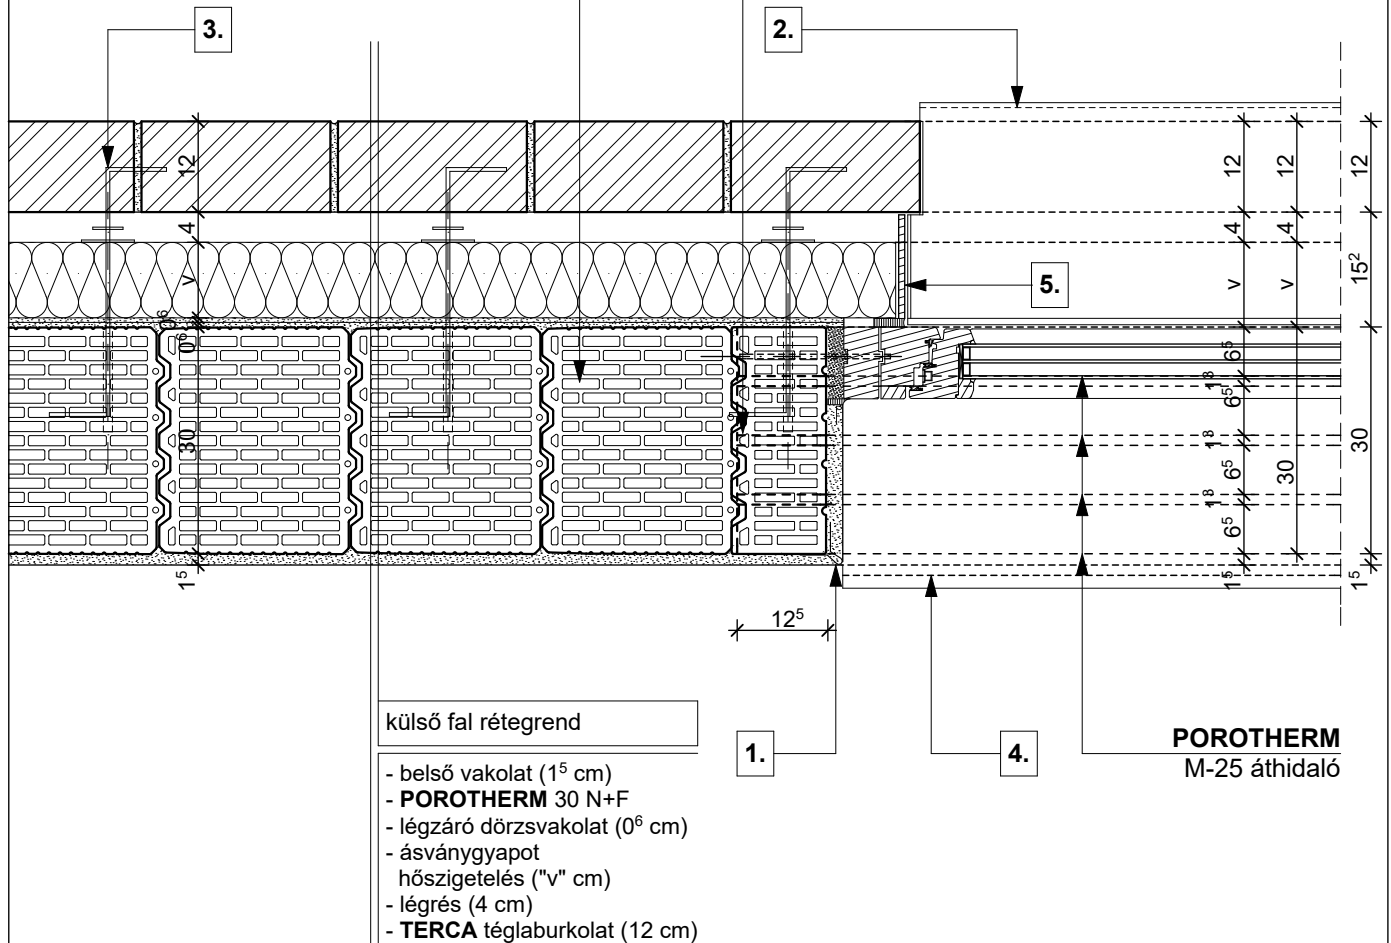 3.
2.
12
12
12
12
4
4
4
v
v
v
15²
5.
0⁶
0⁶
6⁵
1⁸
6⁵
1⁸
6⁵
1⁸
6⁵
30
30
30
1⁵
1⁵
1⁵
12⁵
külső fal rétegrend
1.
4.
POROTHERM
M-25 áthidaló
- belső vakolat (1⁵ cm)
- POROTHERM 30 N+F
- légzáró dörzsvakolat (0⁶ cm)
- ásványgyapot
hőszigetelés ("v" cm)
- légrés (4 cm)
- TERCA téglaburkolat (12 cm)